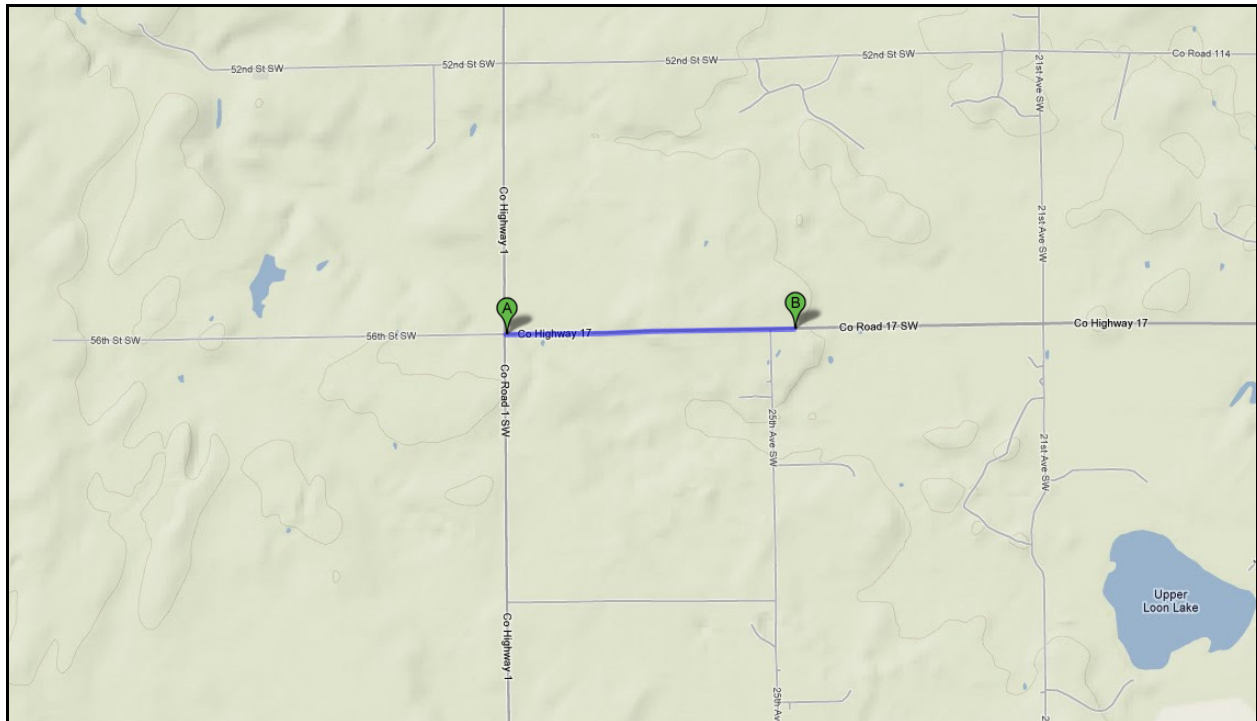 52nd St SW
52nd St SW
52nd St SW
52nd St SW
Co Road 114
21st Ave SW
Co Highway 1
21st Ave SW
A
B
56th St SW
56th St SW
Co Highway 17
Co Road 17 SW
Co Highway 17
Co Road 1 SW
25th Ave SW
21st Ave SW
Upper
Loon Lake
Co Highway 1
25th Av
2